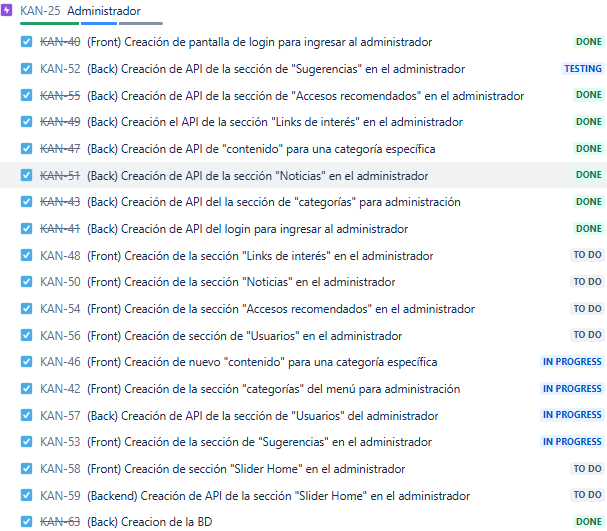 KAN-25 Administrador
KAN-40 (Front) Creación de pantalla de login para ingresar al administrador DONE
KAN-52 (Back) Creación de API de la sección de "Sugerencias" en el administrador TESTING
KAN-55 (Back) Creación de API de la sección de "Accesos recomendados" en el administrador DONE
KAN-49 (Back) Creación el API de la sección "Links de interés" en el administrador DONE
KAN-47 (Back) Creación de API de "contenido" para una categoría específica DONE
KAN-51 (Back) Creación de API de la sección "Noticias" en el administrador DONE
KAN-43 (Back) Creación de API del la sección de "categorías" para administración DONE
KAN-41 (Back) Creación de API del login para ingresar al administrador DONE
KAN-48 (Front) Creación de la sección "Links de interés" en el administrador TO DO
KAN-50 (Front) Creación de la sección "Noticias" en el administrador TO DO
KAN-54 (Front) Creación de la sección "Accesos recomendados" en el administrador TO DO
KAN-56 (Front) Creación de sección de "Usuarios" en el administrador TO DO
KAN-46 (Front) Creación de nuevo "contenido" para una categoría específica IN PROGRESS
KAN-42 (Front) Creación de la sección "categorías" del menú para administración IN PROGRESS
KAN-57 (Back) Creación de API de la sección de "Usuarios" del administrador IN PROGRESS
KAN-53 (Front) Creación de la sección de "Sugerencias" en el administrador IN PROGRESS
KAN-58 (Front) Creación de sección "Slider Home" en el administrador TO DO
KAN-59 (Backend) Creación de API de la sección "Slider Home" en el administrador TO DO
KAN-63 (Back) Creacion de la BD DONE